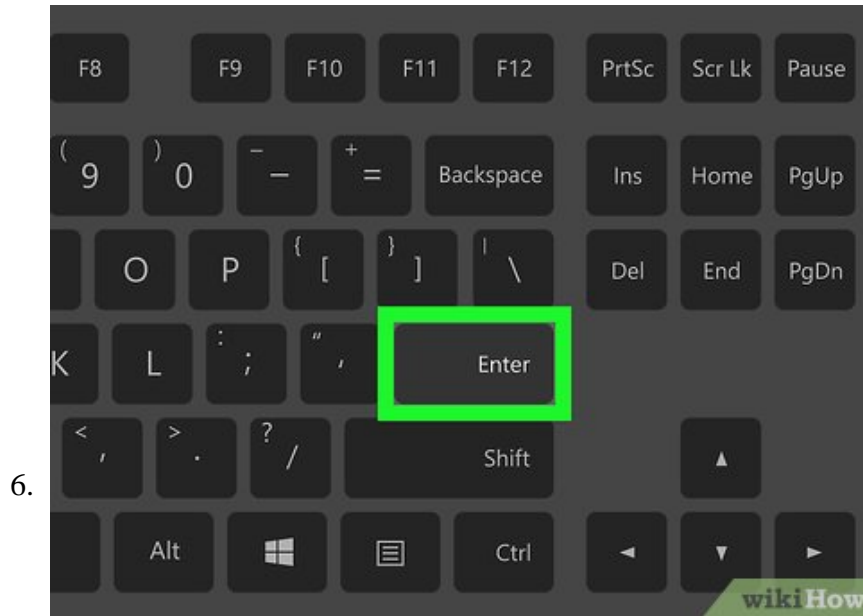 F8 F9 F10 F11 F12 PrtSc Scr Lk Pause
( 9 ) 0 – – + = Backspace Ins Home PgUp
O P { [ } ] | \ Del End PgDn
K L : ; " ' Enter
< , > . ? / Shift ▲
6.
Alt Ctrl ◄ ▼ ►
wikiHow